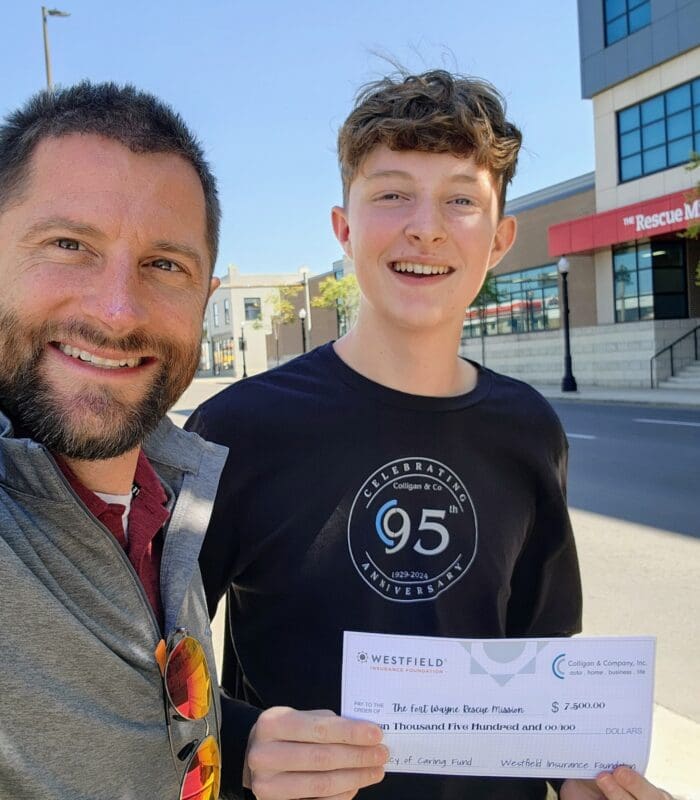 THE Rescue M
CELEBRATING
Colligan & Co
95th
1929-2024
ANNIVERSARY
WESTFIELD
INSURANCE FOUNDATION
Colligan & Company, Inc.
auto . home . business . life
PAY TO THE
ORDER OF
The Fort Wayne Rescue Mission
$ 7,500.00
n Thousand Five Hundred and 00/100
DOLLARS
cy of Caring Fund
Westfield Insurance Foundation